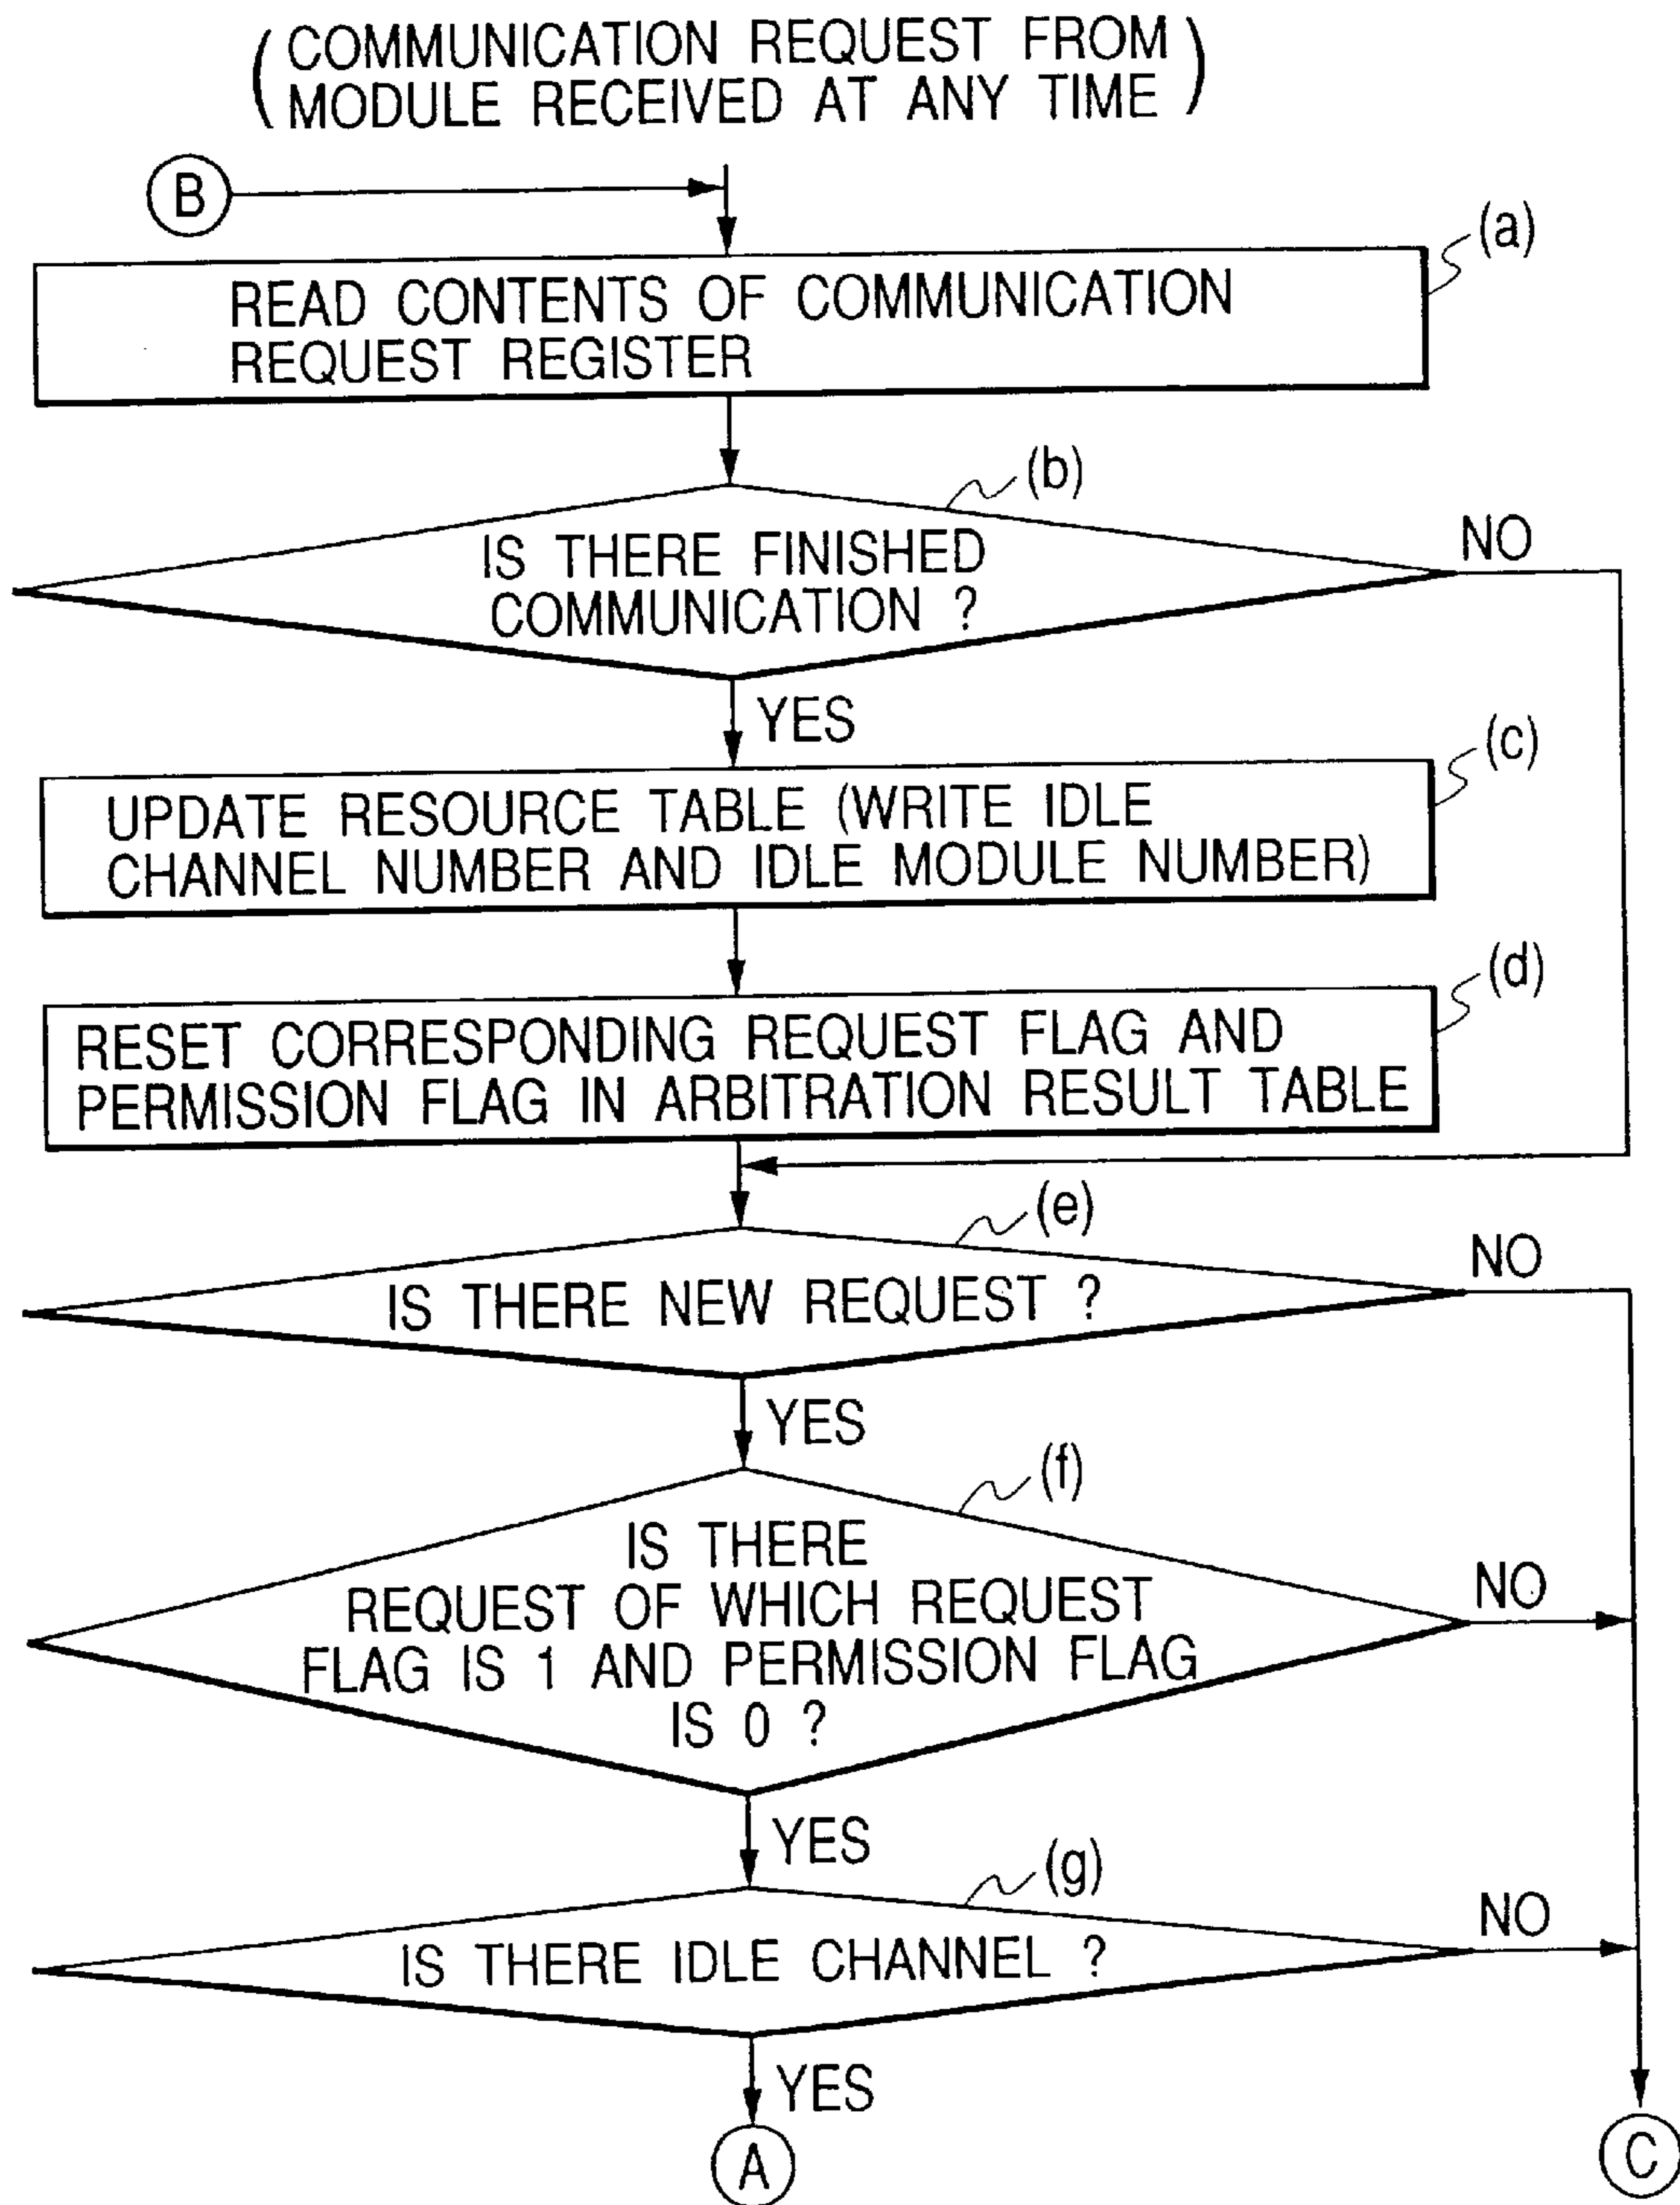 ( COMMUNICATION REQUEST FROM
MODULE RECEIVED AT ANY TIME )
B
(a)
READ CONTENTS OF COMMUNICATION
REQUEST REGISTER
(b)
IS THERE FINISHED
COMMUNICATION ?
NO
YES
(c)
UPDATE RESOURCE TABLE (WRITE IDLE
CHANNEL NUMBER AND IDLE MODULE NUMBER)
(d)
RESET CORRESPONDING REQUEST FLAG AND
PERMISSION FLAG IN ARBITRATION RESULT TABLE
(e)
IS THERE NEW REQUEST ?
NO
YES
(f)
IS THERE
REQUEST OF WHICH REQUEST
FLAG IS 1 AND PERMISSION FLAG
IS 0 ?
NO
YES
(g)
IS THERE IDLE CHANNEL ?
NO
YES
A
C